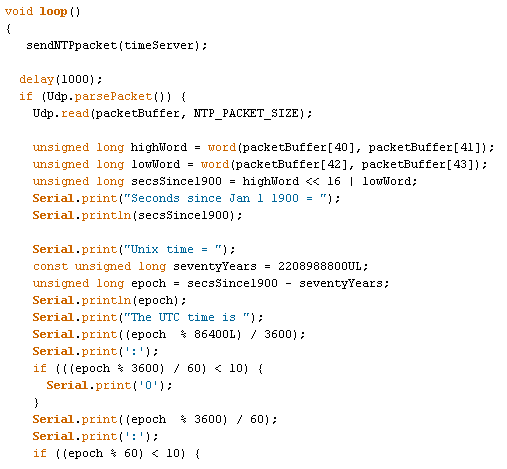 void loop()
{
   sendNTPpacket(timeServer);

  delay(1000);
  if (Udp.parsePacket()) {
    Udp.read(packetBuffer, NTP_PACKET_SIZE);

    unsigned long highWord = word(packetBuffer[40], packetBuffer[41]);
    unsigned long lowWord = word(packetBuffer[42], packetBuffer[43]);
    unsigned long secsSince1900 = highWord << 16 | lowWord;
    Serial.print("Seconds since Jan 1 1900 = ");
    Serial.println(secsSince1900);

    Serial.print("Unix time = ");
    const unsigned long seventyYears = 2208988800UL;
    unsigned long epoch = secsSince1900 - seventyYears;
    Serial.println(epoch);
    Serial.print("The UTC time is ");
    Serial.print((epoch  % 86400L) / 3600);
    Serial.print(':');
    if (((epoch % 3600) / 60) < 10) {
      Serial.print('0');
    }
    Serial.print((epoch  % 3600) / 60);
    Serial.print(':');
    if ((epoch % 60) < 10) {